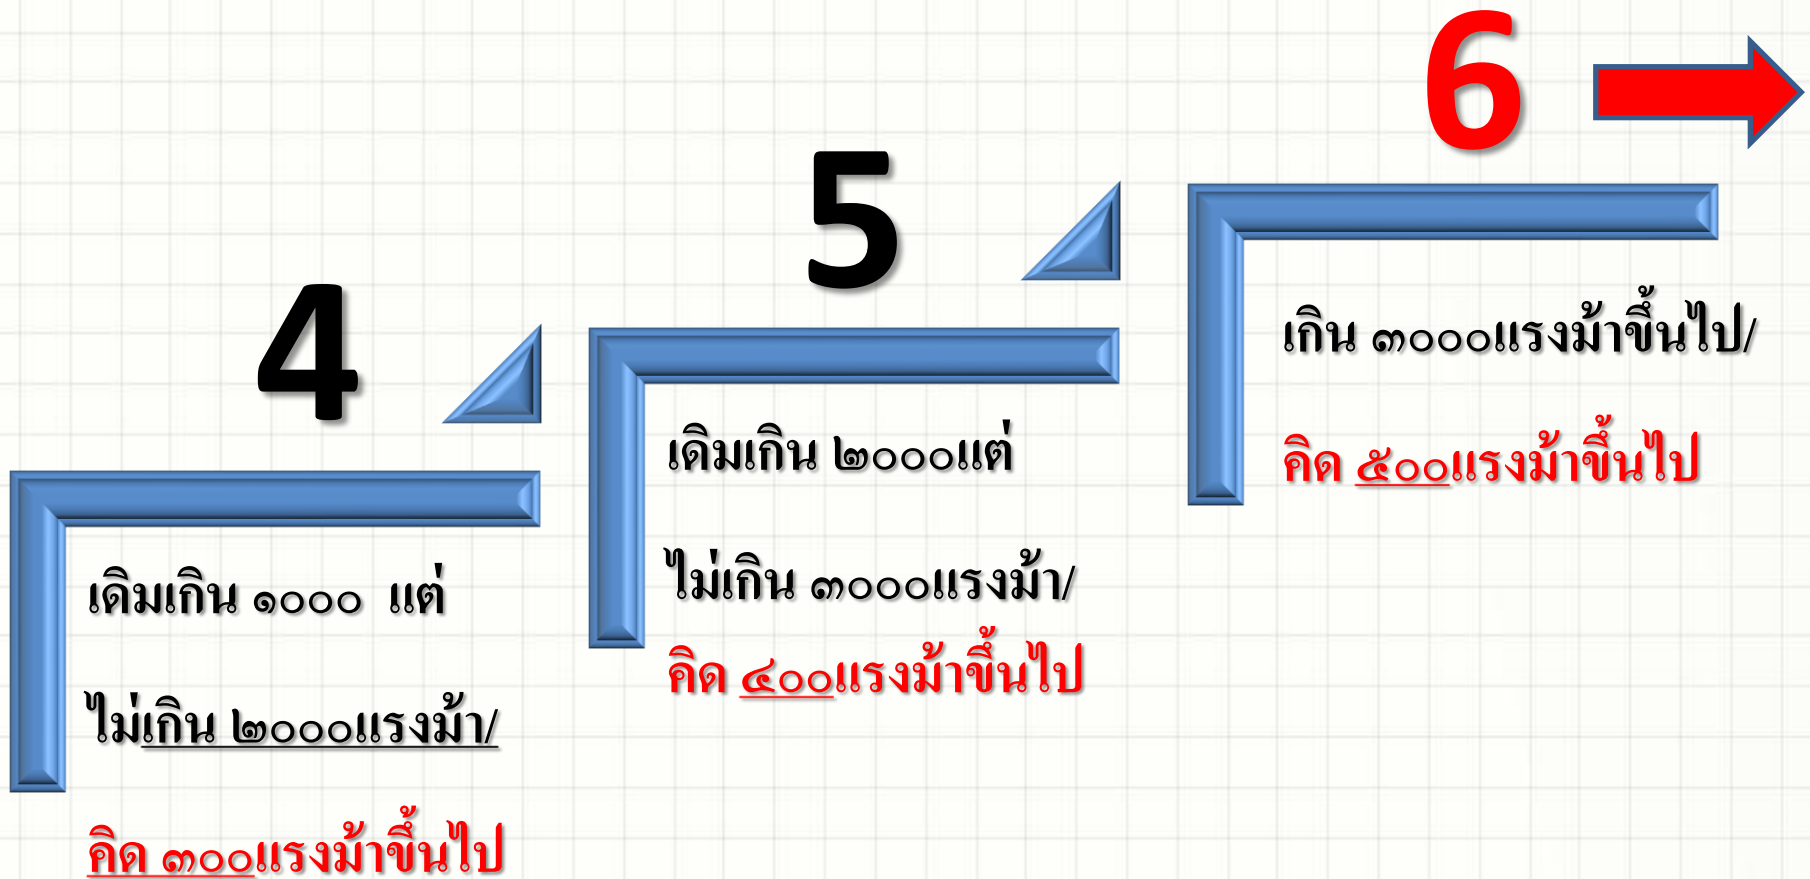 4
เดิมเกิน ๑๐๐๐ แต่
ไม่เกิน ๒๐๐๐แรงม้า/
คิด ๓๐๐แรงม้าขึ้นไป
5
เดิมเกิน ๒๐๐๐แต่
ไม่เกิน ๓๐๐๐แรงม้า/
คิด ๔๐๐แรงม้าขึ้นไป
6
เกิน ๓๐๐๐แรงม้าขึ้นไป/
คิด ๕๐๐แรงม้าขึ้นไป